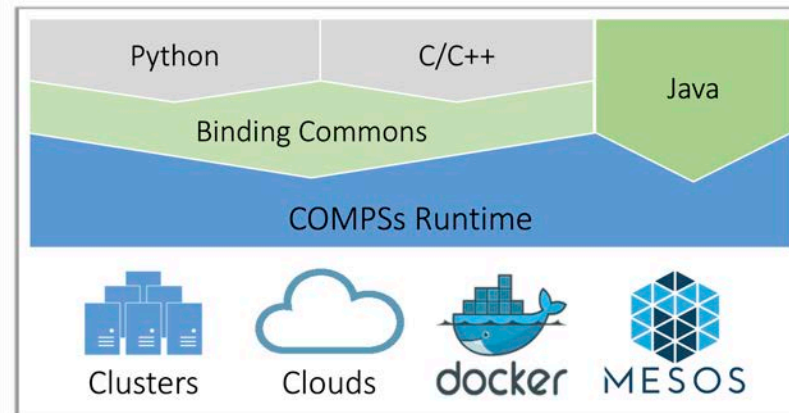 Python C/C++
Java
Binding Commons
COMPSs Runtime
Clusters Clouds docker MESOS